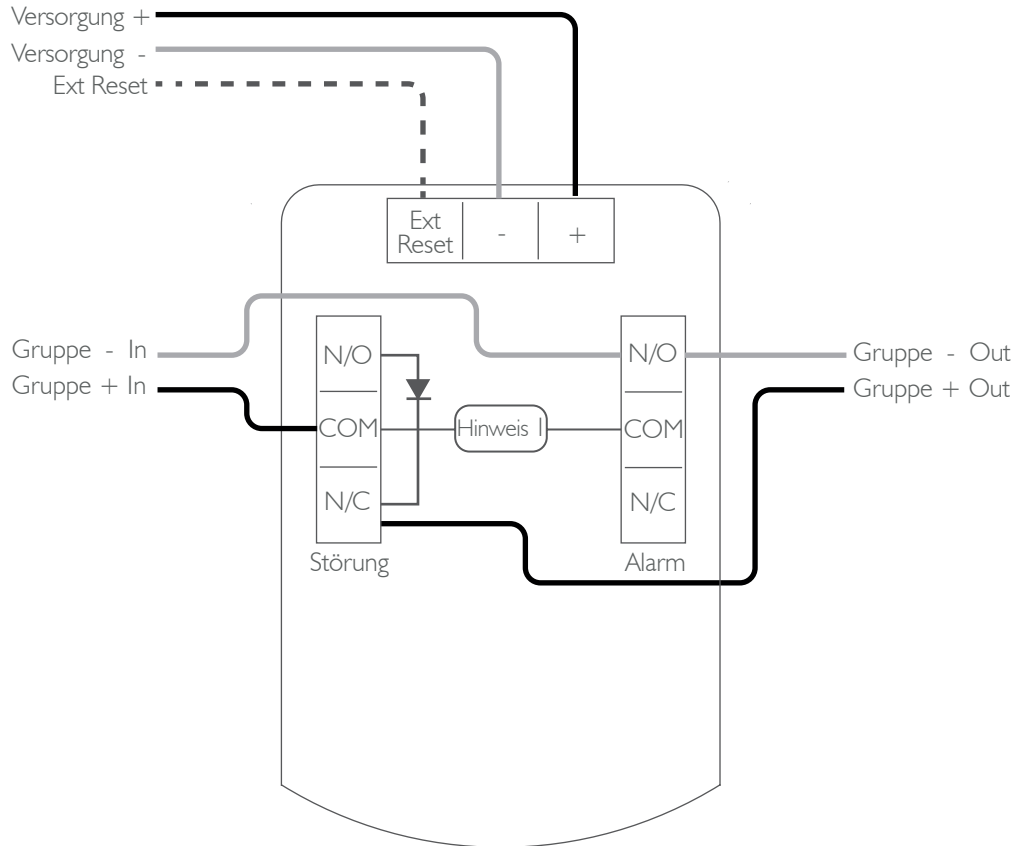 Versorgung +
Versorgung -
Ext Reset
Ext
Reset
-
+
Gruppe - In
Gruppe + In
N/O
COM
N/C
Störung
Hinweis 1
N/O
COM
N/C
Alarm
Gruppe - Out
Gruppe + Out